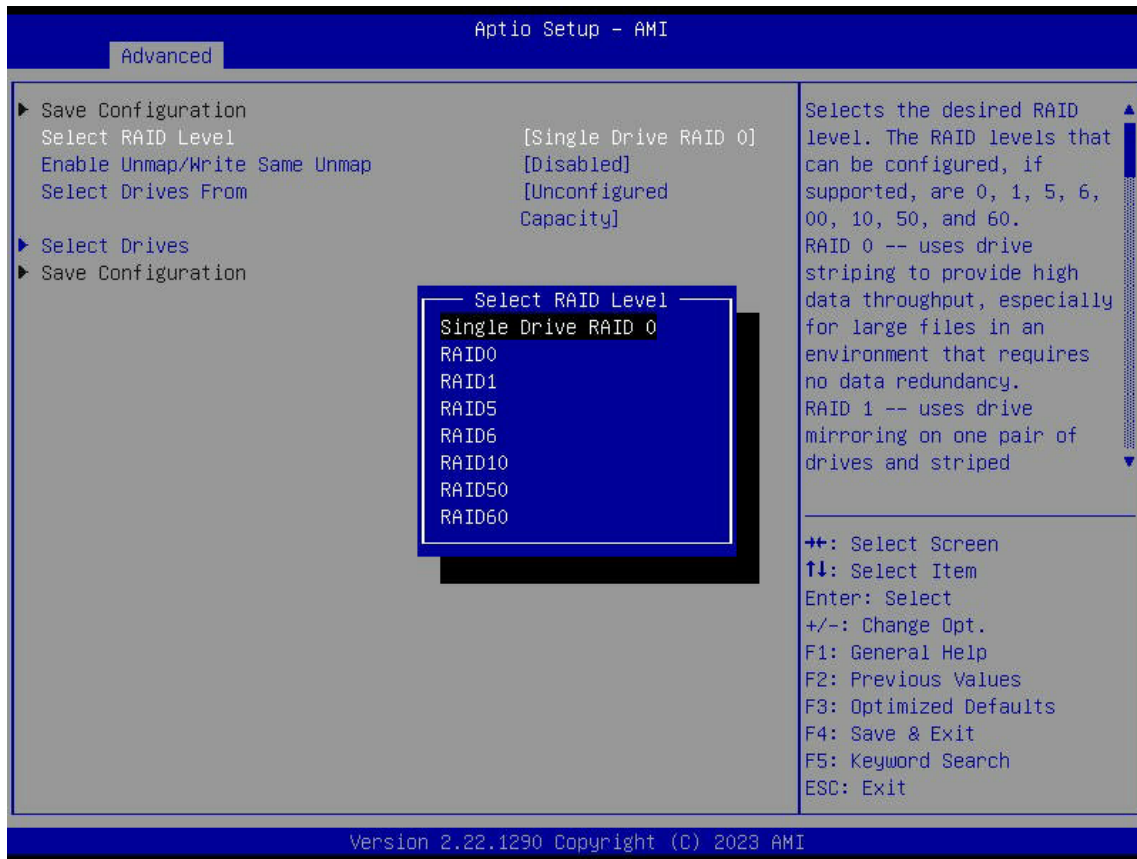 Aptio Setup – AMI
Advanced
▶ Save Configuration
Select RAID Level [Single Drive RAID 0]
Enable Unmap/Write Same Unmap [Disabled]
Select Drives From [Unconfigured
Capacity]
▶ Select Drives
▶ Save Configuration
Select RAID Level
Single Drive RAID 0
RAID0
RAID1
RAID5
RAID6
RAID10
RAID50
RAID60
Selects the desired RAID
level. The RAID levels that
can be configured, if
supported, are 0, 1, 5, 6,
00, 10, 50, and 60.
RAID 0 -- uses drive
striping to provide high
data throughput, especially
for large files in an
environment that requires
no data redundancy.
RAID 1 -- uses drive
mirroring on one pair of
drives and striped
→←: Select Screen
↑↓: Select Item
Enter: Select
+/-: Change Opt.
F1: General Help
F2: Previous Values
F3: Optimized Defaults
F4: Save & Exit
F5: Keyword Search
ESC: Exit
Version 2.22.1290 Copyright (C) 2023 AMI